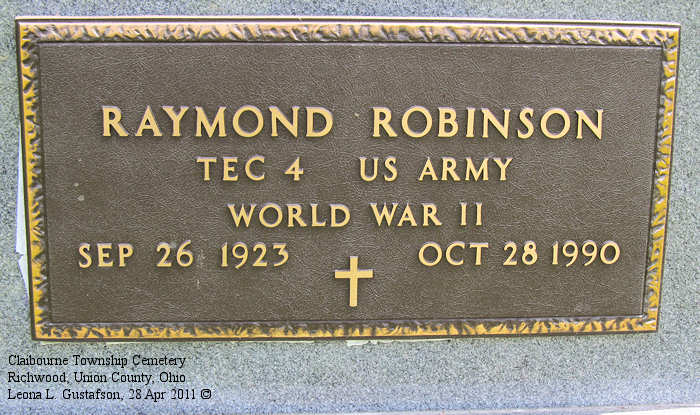 RAYMOND ROBINSON
TEC 4 US ARMY
WORLD WAR II
SEP 26 1923 OCT 28 1990
Claibourne Township Cemetery
Richwood, Union County, Ohio
Leona L. Gustafson, 28 Apr 2011 ©